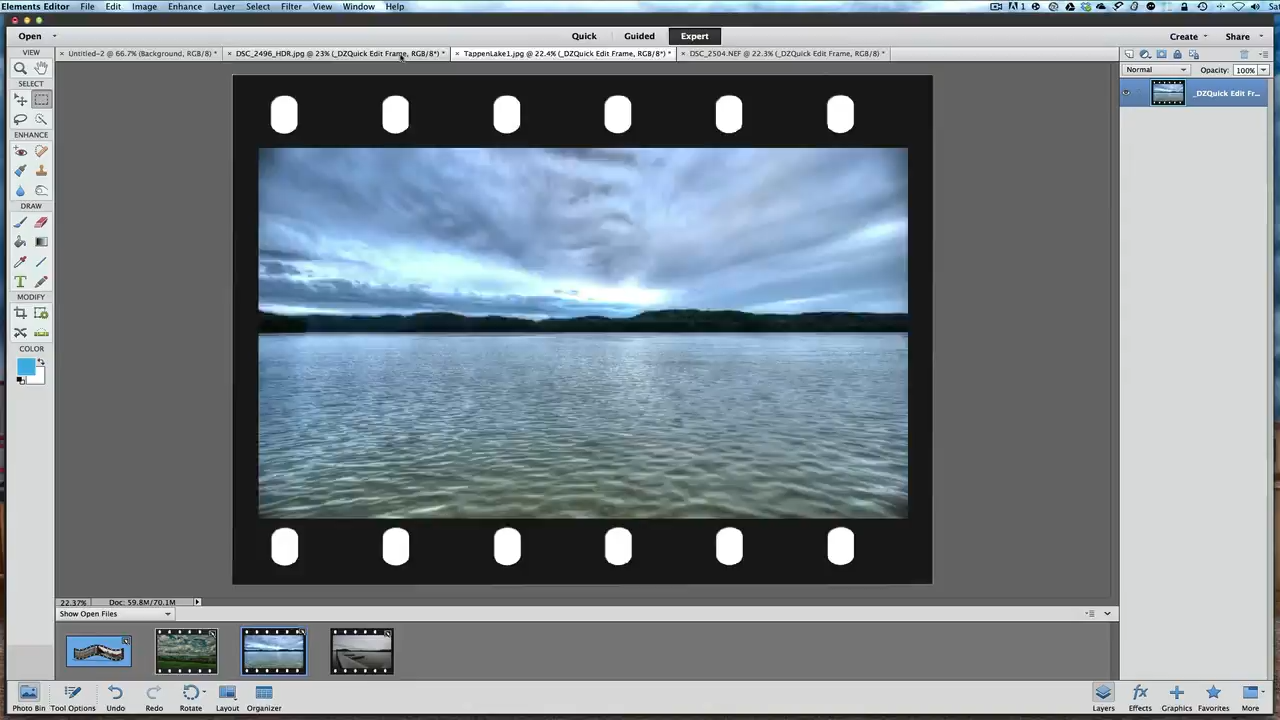 Elements Editor File Edit Image Enhance Layer Select Filter View Window Help
Open Quick Guided Expert Create Share
VIEW
× Untitled-2 @ 66.7% (Background, RGB/8) * × DSC_2496_HDR.jpg @ 23% (_DZQuick Edit Frame, RGB/8*) * × TappenLake1.jpg @ 22.4% (_DZQuick Edit Frame, RGB/8*) * × DSC_2504.NEF @ 22.3% (_DZQuick Edit Frame, RGB/8) *
Normal Opacity: 100%
SELECT
_DZQuick Edit Fr...
ENHANCE
DRAW
T
MODIFY
COLOR
22.37% Doc: 59.8M/70.1M
Show Open Files
Photo Bin Tool Options Undo Redo Rotate Layout Organizer Layers Effects Graphics Favorites More